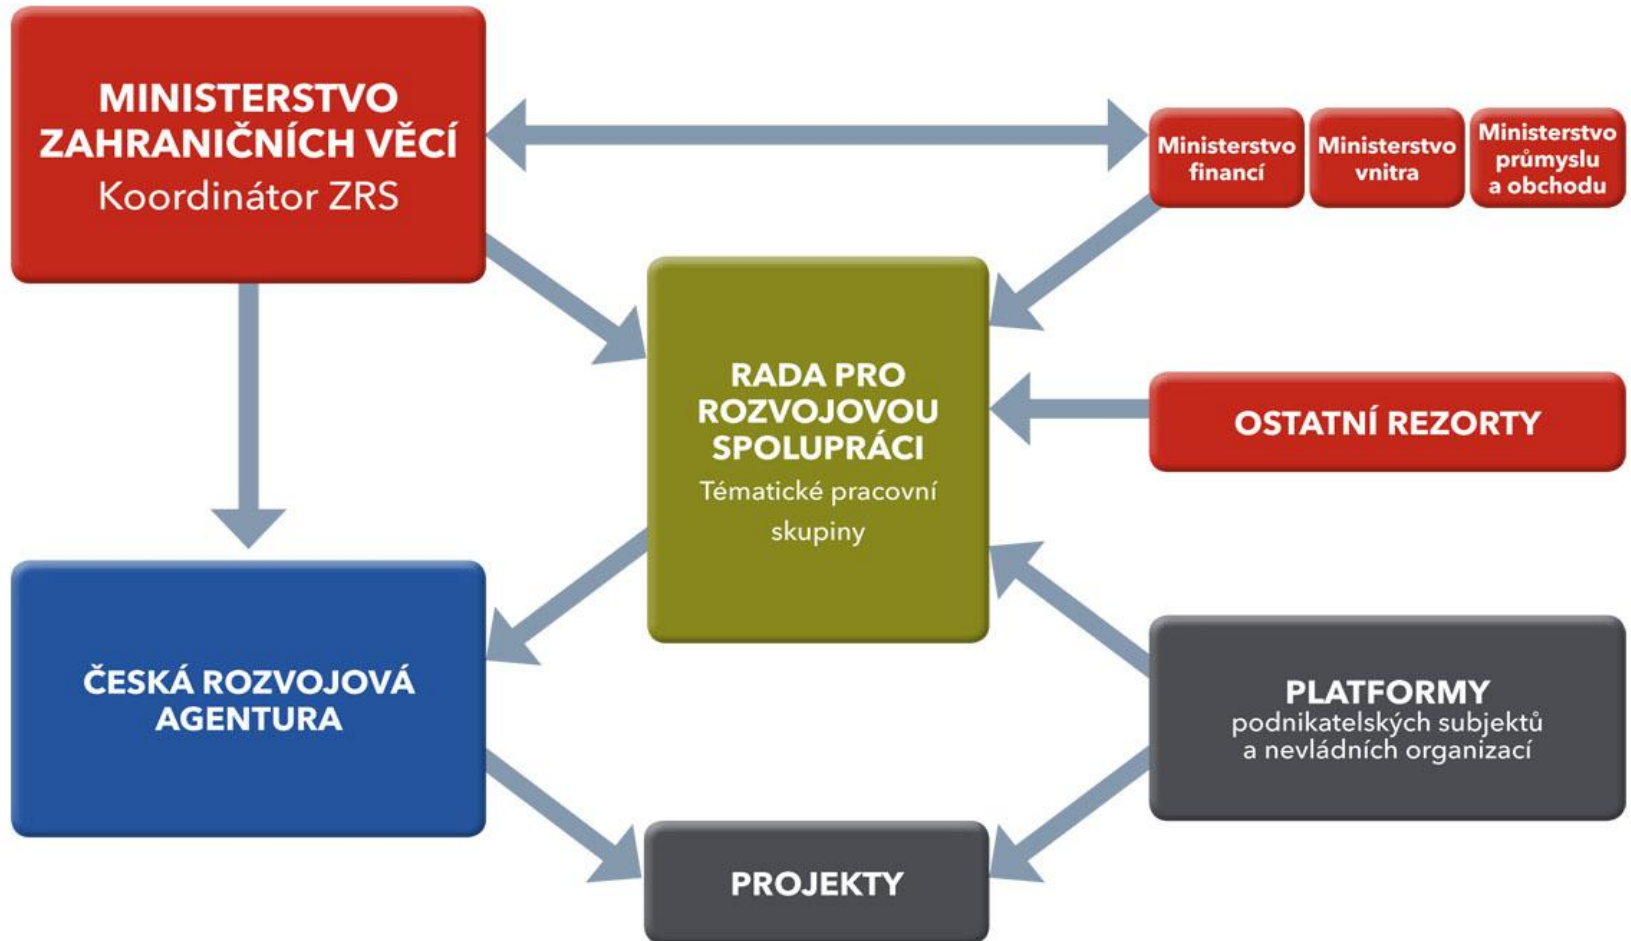 MINISTERSTVO
ZAHRANIČNÍCH VĚCÍ
Koordinátor ZRS
Ministerstvo
financí
Ministerstvo
vnitra
Ministerstvo
průmyslu
a obchodu
RADA PRO
ROZVOJOVOU
SPOLUPRÁCI
Tématické pracovní
skupiny
OSTATNÍ REZORTY
ČESKÁ ROZVOJOVÁ
AGENTURA
PLATFORMY
podnikatelských subjektů
a nevládních organizací
PROJEKTY